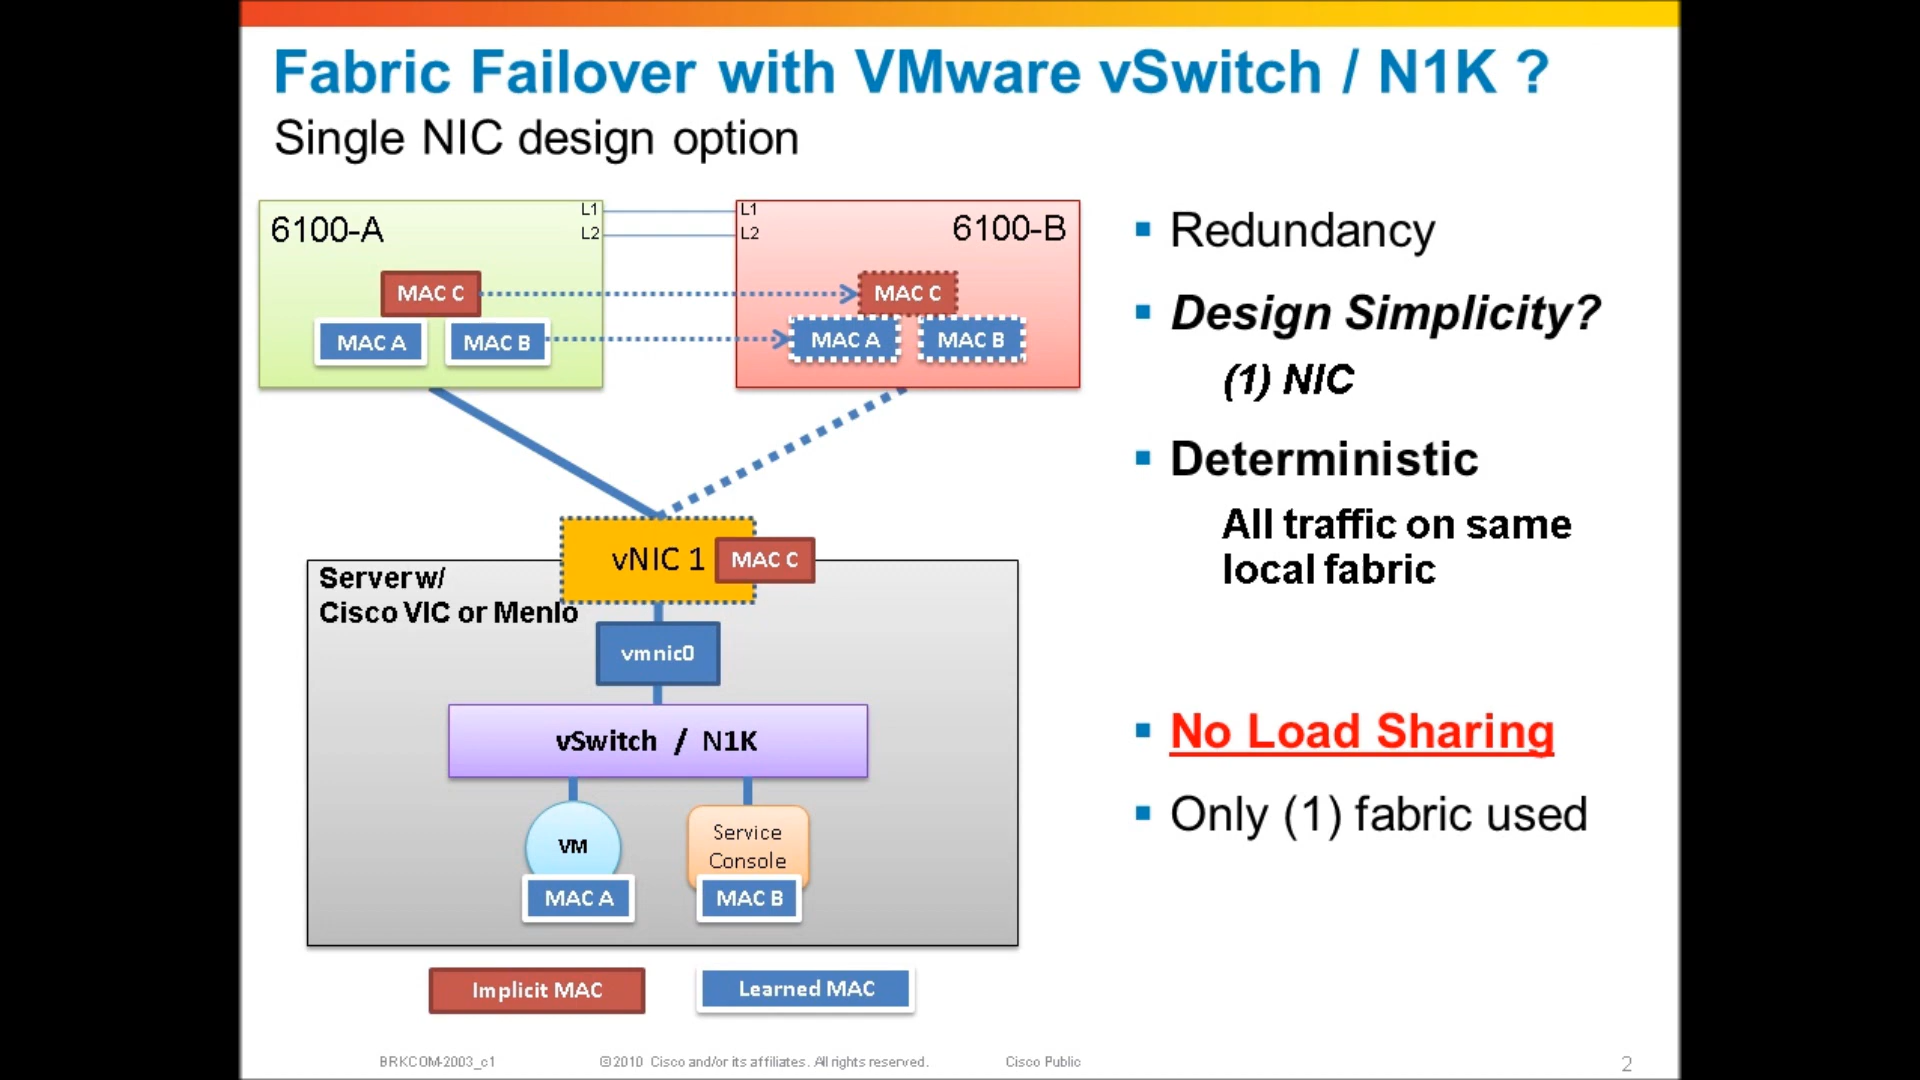 Fabric Failover with VMware vSwitch / N1K ?
Single NIC design option
6100-A
L1
L2
L1
L2
6100-B
MAC C
MAC A
MAC B
MAC C
MAC A
MAC B
vNIC 1
MAC C
Server w/
Cisco VIC or Menlo
vmnic0
vSwitch / N1K
VM
MAC A
Service
Console
MAC B
Implicit MAC
Learned MAC
Redundancy
Design Simplicity?
(1) NIC
Deterministic
All traffic on same
local fabric
No Load Sharing
Only (1) fabric used
BRKCOM-2003_c1
©2010 Cisco and/or its affiliates. All rights reserved.
Cisco Public
2